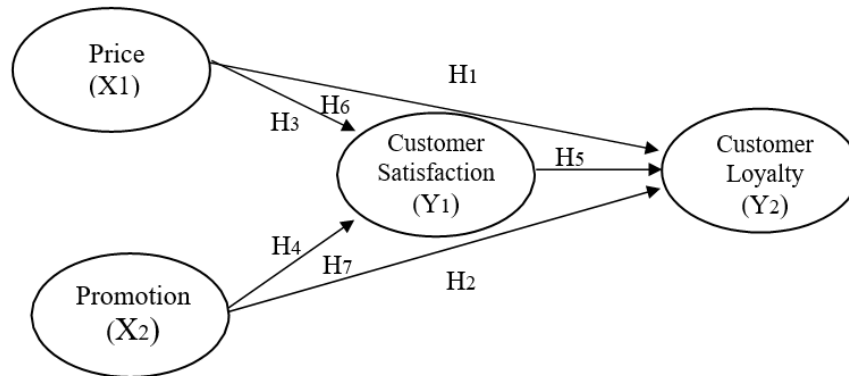 Price
(X1)
H1
H6
H3
Customer
Satisfaction
(Y1)
H5
Customer
Loyalty
(Y2)
H4
H7
H2
Promotion
(X2)